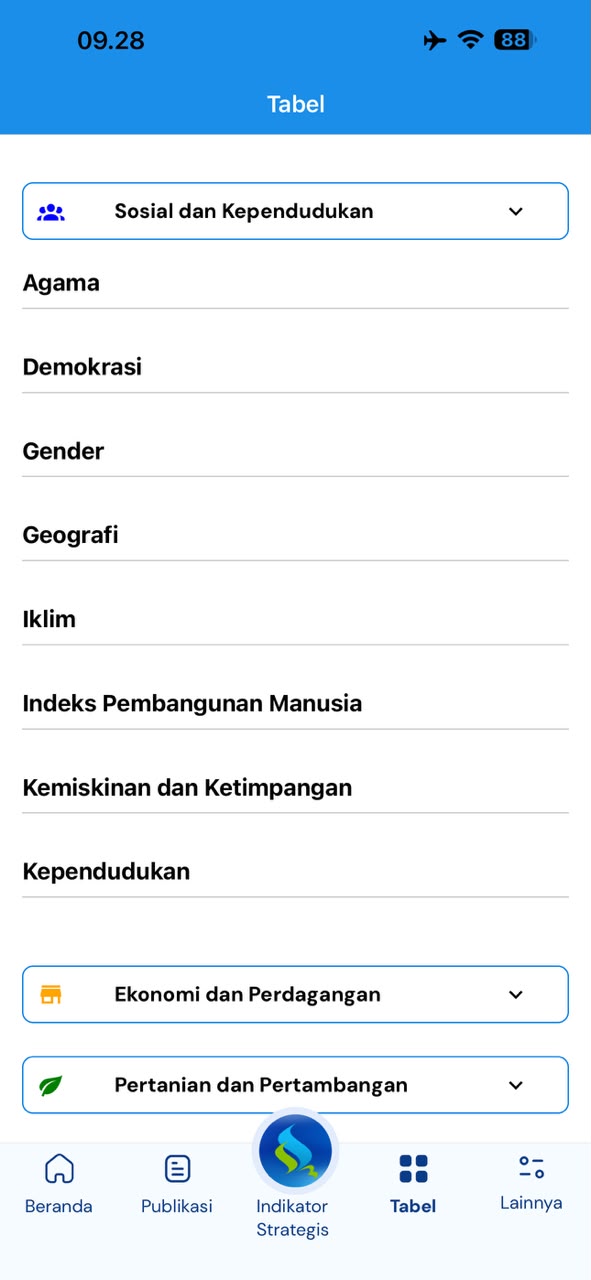 09.28
88
Tabel
Sosial dan Kependudukan
Agama
Demokrasi
Gender
Geografi
Iklim
Indeks Pembangunan Manusia
Kemiskinan dan Ketimpangan
Kependudukan
Ekonomi dan Perdagangan
Pertanian dan Pertambangan
Beranda
Publikasi
Indikator
Strategis
Tabel
Lainnya